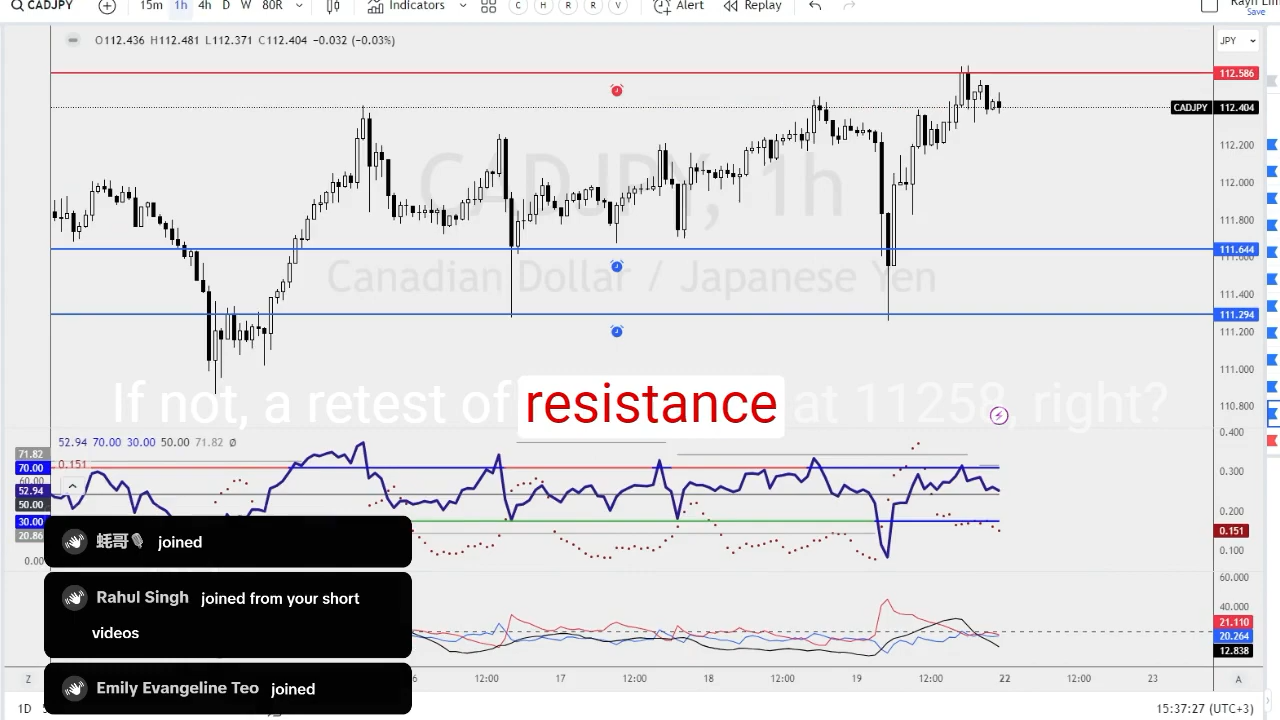 CADJPY 15m 1h 4h D W 80R Indicators C H R R V Alert Replay
Save
O112.436 H112.481 L112.371 C112.404 −0.032 (−0.03%)
JPY
112.586
CADJPY 112.404
112.200
112.000
111.800
111.644
111.400
111.294
111.200
111.000
110.800
CADJPY, 1h
Canadian Dollar / Japanese Yen
If not, a retest of resistance at 11258, right?
52.94 70.00 30.00 50.00 71.82 Ø
0.151
71.82
70.00
60.00
52.94
50.00
30.00
20.86
0.00
0.400
0.300
0.200
0.151
0.100
60.000
40.000
21.110
20.264
12.838
蚝哥🎙 joined
Rahul Singh joined from your short
videos
Emily Evangeline Teo joined
Z 12:00 17 12:00 18 12:00 19 12:00 22 12:00 23 A
1D 15:37:27 (UTC+3)